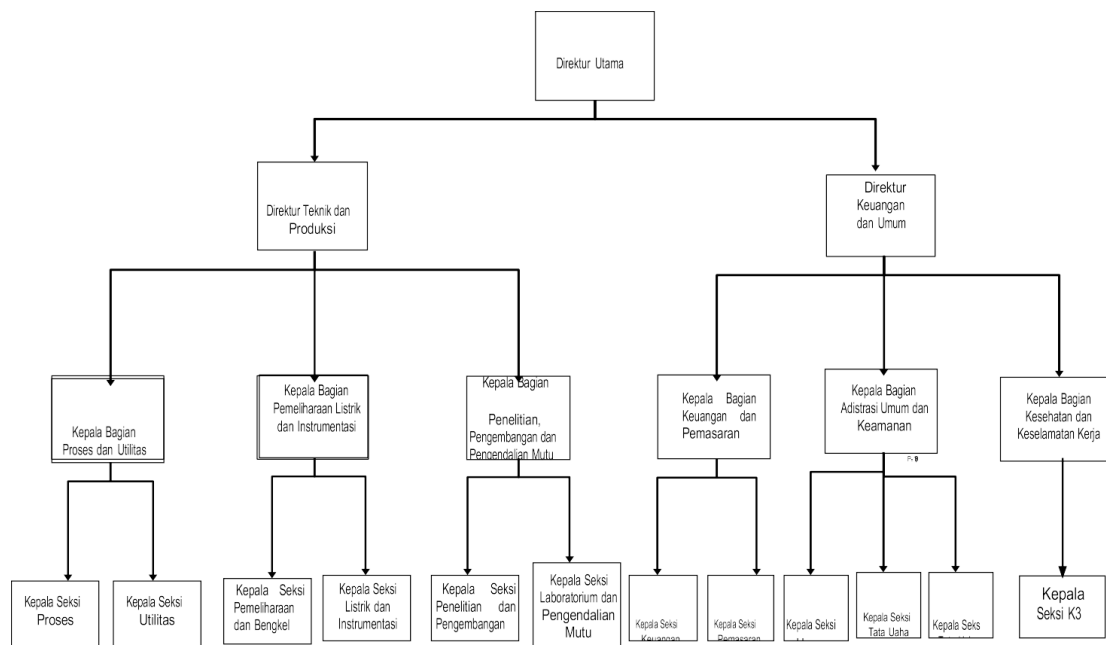 Direktur Utama
Direktur Teknik dan
Produksi
Direktur
Keuangan
dan Umum
Kepala Bagian
Proses dan Utilitas
Kepala Bagian
Pemeliharaan Listrik
dan Instrumentasi
Kepala Bagian
Penelitian,
Pengembangan dan
Pengendalian Mutu
Kepala Bagian
Keuangan dan
Pemasaran
Kepala Bagian
Adistrasi Umum dan
Keamanan
Kepala Bagian
Kesehatan dan
Keselamatan Kerja
F- 9
Kepala Seksi
Proses
Kepala Seksi
Utilitas
Kepala Seksi
Pemeliharaan
dan Bengkel
Kepala Seksi
Listrik dan
Instrumentasi
Kepala Seksi
Penelitian dan
Pengembangan
Kepala Seksi
Laboratorium dan
Pengendalian
Mutu
Kepala Seksi
Keuangan
Kepala Seksi
Pemasaran
Kepala Seksi
Kepala Seksi
Tata Uaha
Kepala Seks
Kepala
Seksi K3